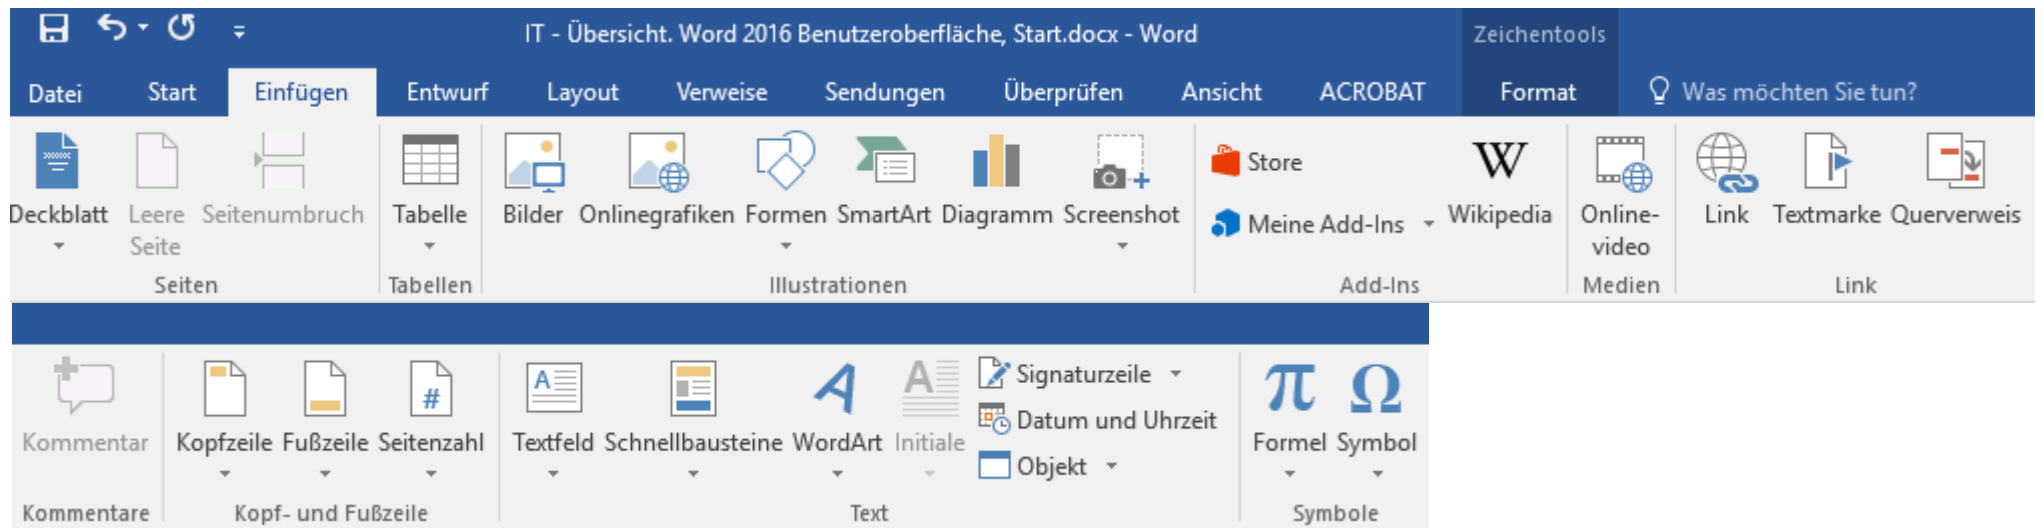 IT - Übersicht. Word 2016 Benutzeroberfläche, Start.docx - Word Zeichentools
Datei Start Einfügen Entwurf Layout Verweise Sendungen Überprüfen Ansicht ACROBAT Format Was möchten Sie tun?
Deckblatt Leere Seitenumbruch Tabelle Bilder Onlinegrafiken Formen SmartArt Diagramm Screenshot Store Meine Add-Ins W Wikipedia Online- Link Textmarke Querverweis
Seite video
Seiten Tabellen Illustrationen Add-Ins Medien Link
Kommentar Kopfzeile Fußzeile # Seitenzahl A Textfeld Schnellbausteine A WordArt A Initiale Signaturzeile π Formel Ω Symbol
Datum und Uhrzeit
Objekt
Kommentare Kopf- und Fußzeile Text Symbole